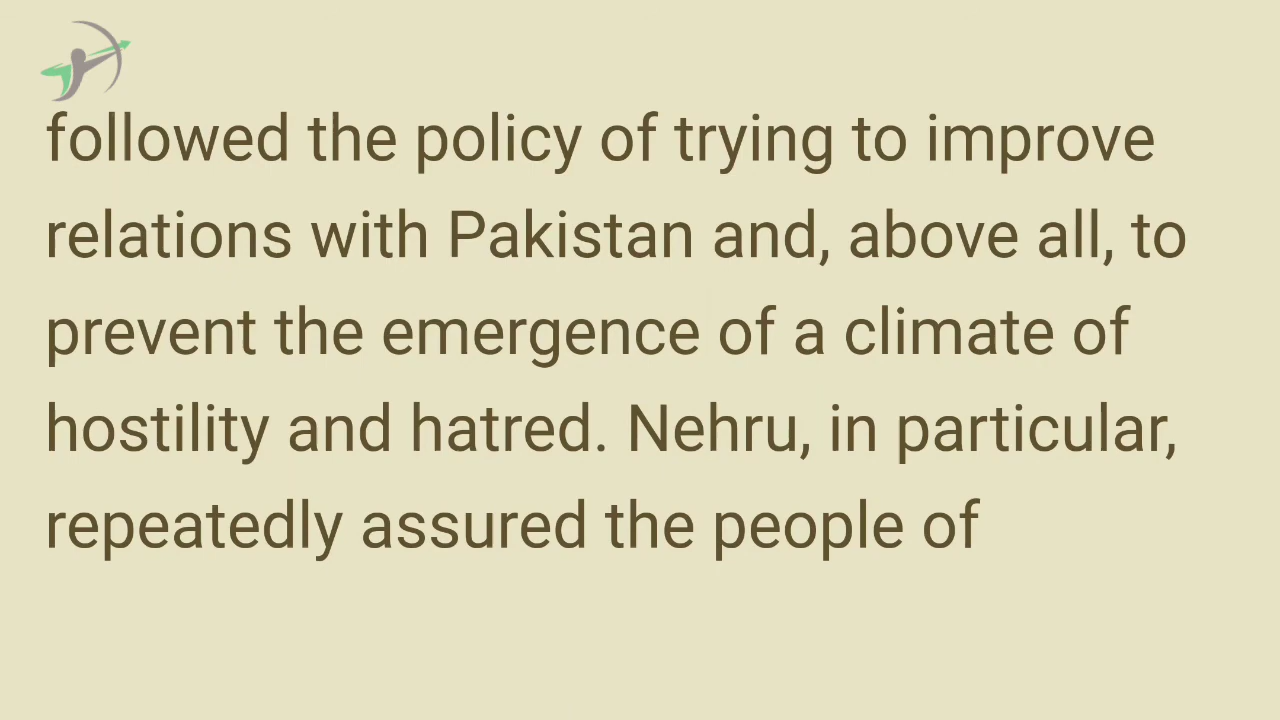 followed the policy of trying to improve
relations with Pakistan and, above all, to
prevent the emergence of a climate of
hostility and hatred. Nehru, in particular,
repeatedly assured the people of